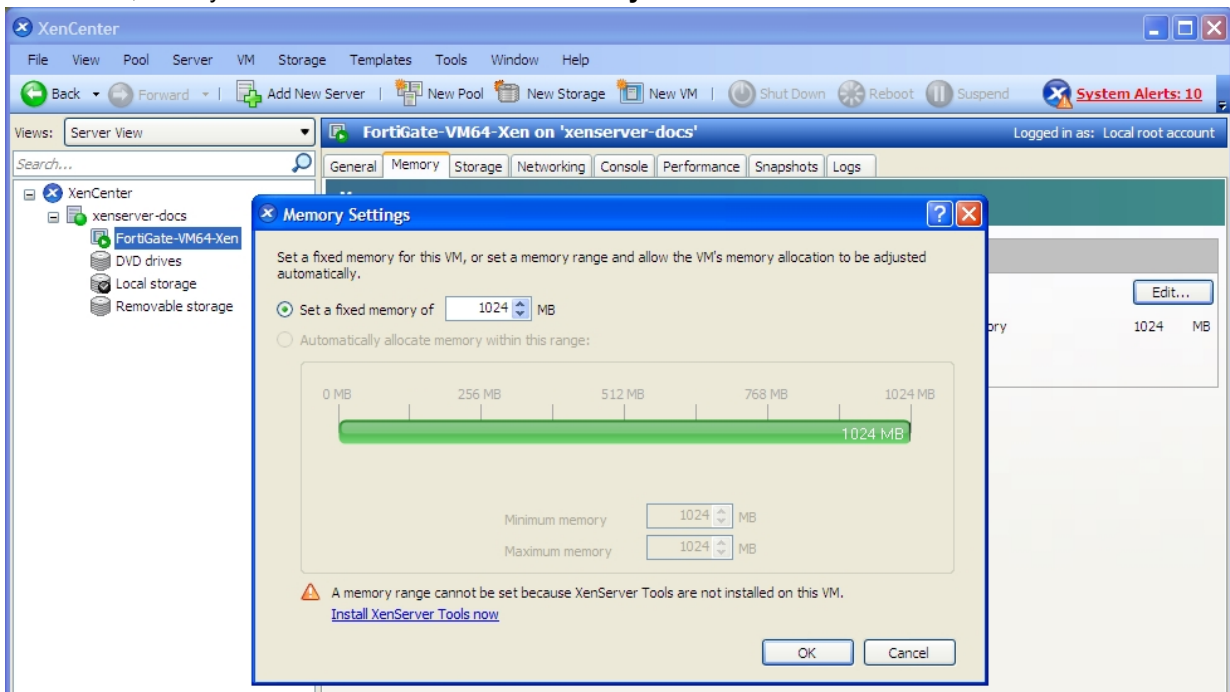 XenCenter
File View Pool Server VM Storage Templates Tools Window Help
Back Forward Add New Server New Pool New Storage New VM Shut Down Reboot Suspend System Alerts: 10
Views: Server View
FortiGate-VM64-Xen on 'xenserver-docs' Logged in as: Local root account
Search...
General Memory Storage Networking Console Performance Snapshots Logs
XenCenter
xenserver-docs
FortiGate-VM64-Xen
DVD drives
Local storage
Removable storage
Memory Settings
Set a fixed memory for this VM, or set a memory range and allow the VM's memory allocation to be adjusted
automatically.
Set a fixed memory of 1024 MB
Automatically allocate memory within this range:
0 MB 256 MB 512 MB 768 MB 1024 MB
1024 MB
Minimum memory 1024 MB
Maximum memory 1024 MB
A memory range cannot be set because XenServer Tools are not installed on this VM.
Install XenServer Tools now
OK Cancel
Edit...
ory 1024 MB